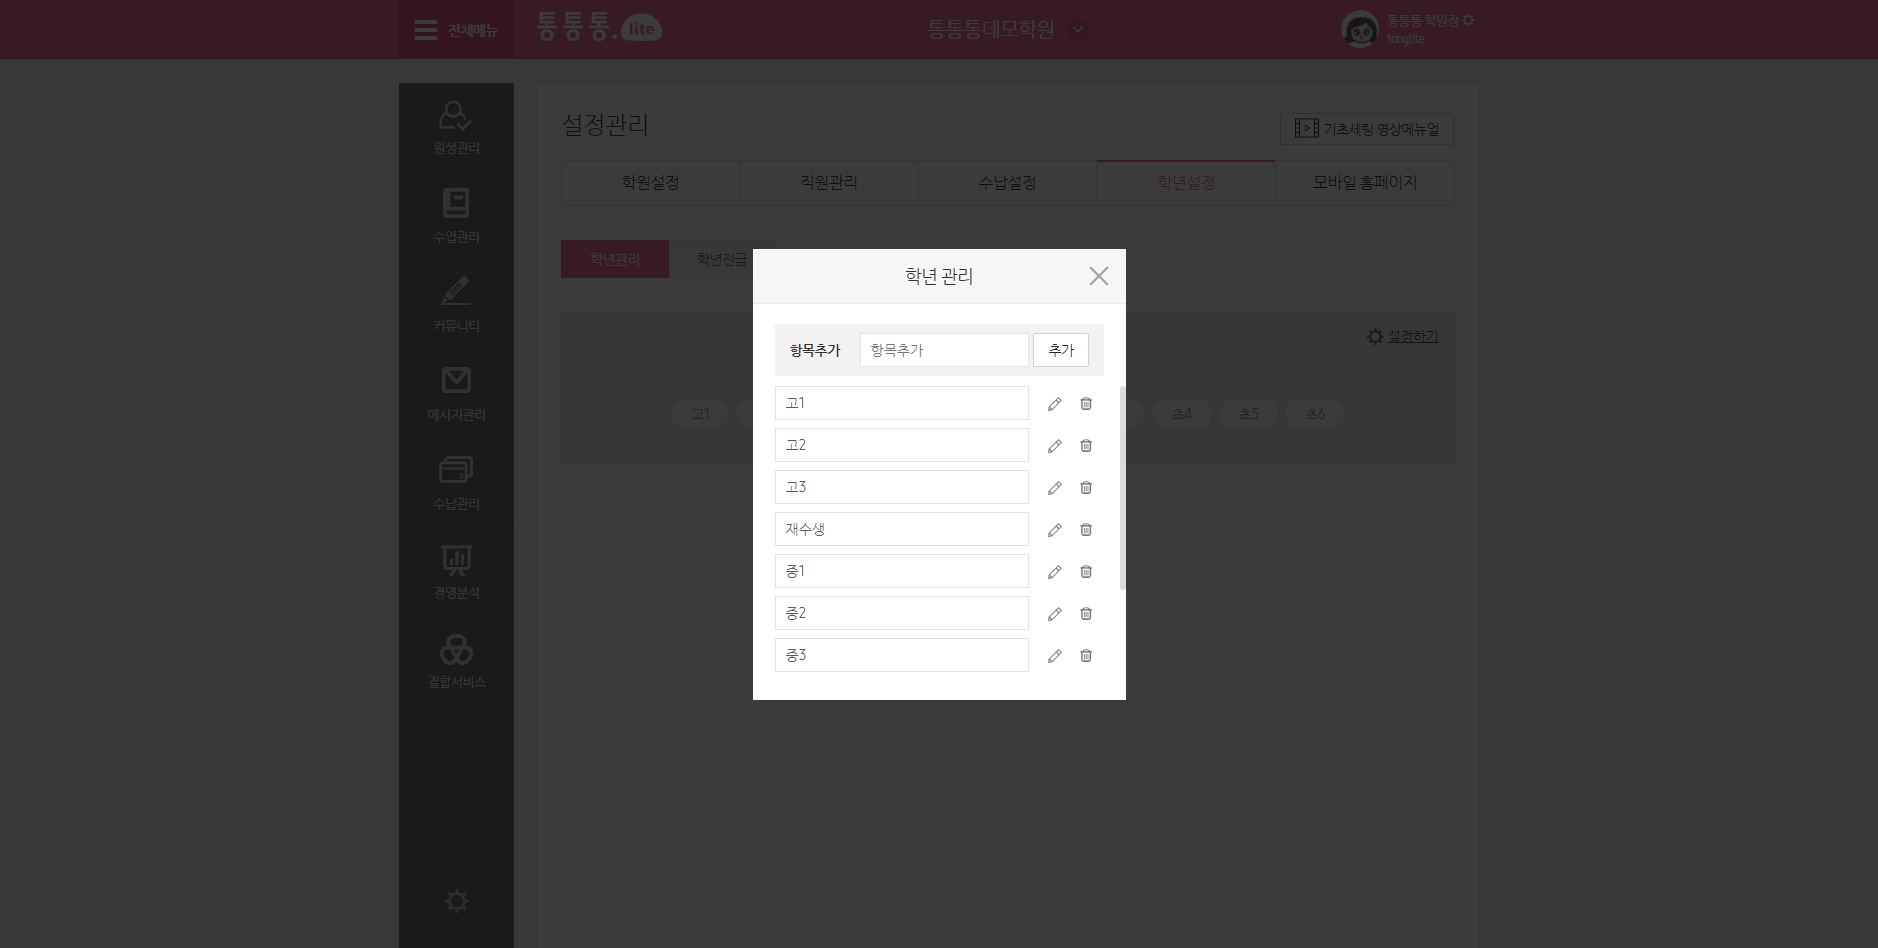 전체메뉴
통통통.lite
통통통데모학원
통통통 학원장
tonglite
원생관리
수업관리
커뮤니티
메시지관리
수납관리
경영분석
결합서비스
설정관리
기초세팅 영상메뉴얼
학원설정
직원관리
수납설정
학년설정
모바일 홈페이지
학년관리
학년진급
설정하기
고1
초4
초5
초6
학년 관리
항목추가
항목추가
추가
고1
고2
고3
재수생
중1
중2
중3